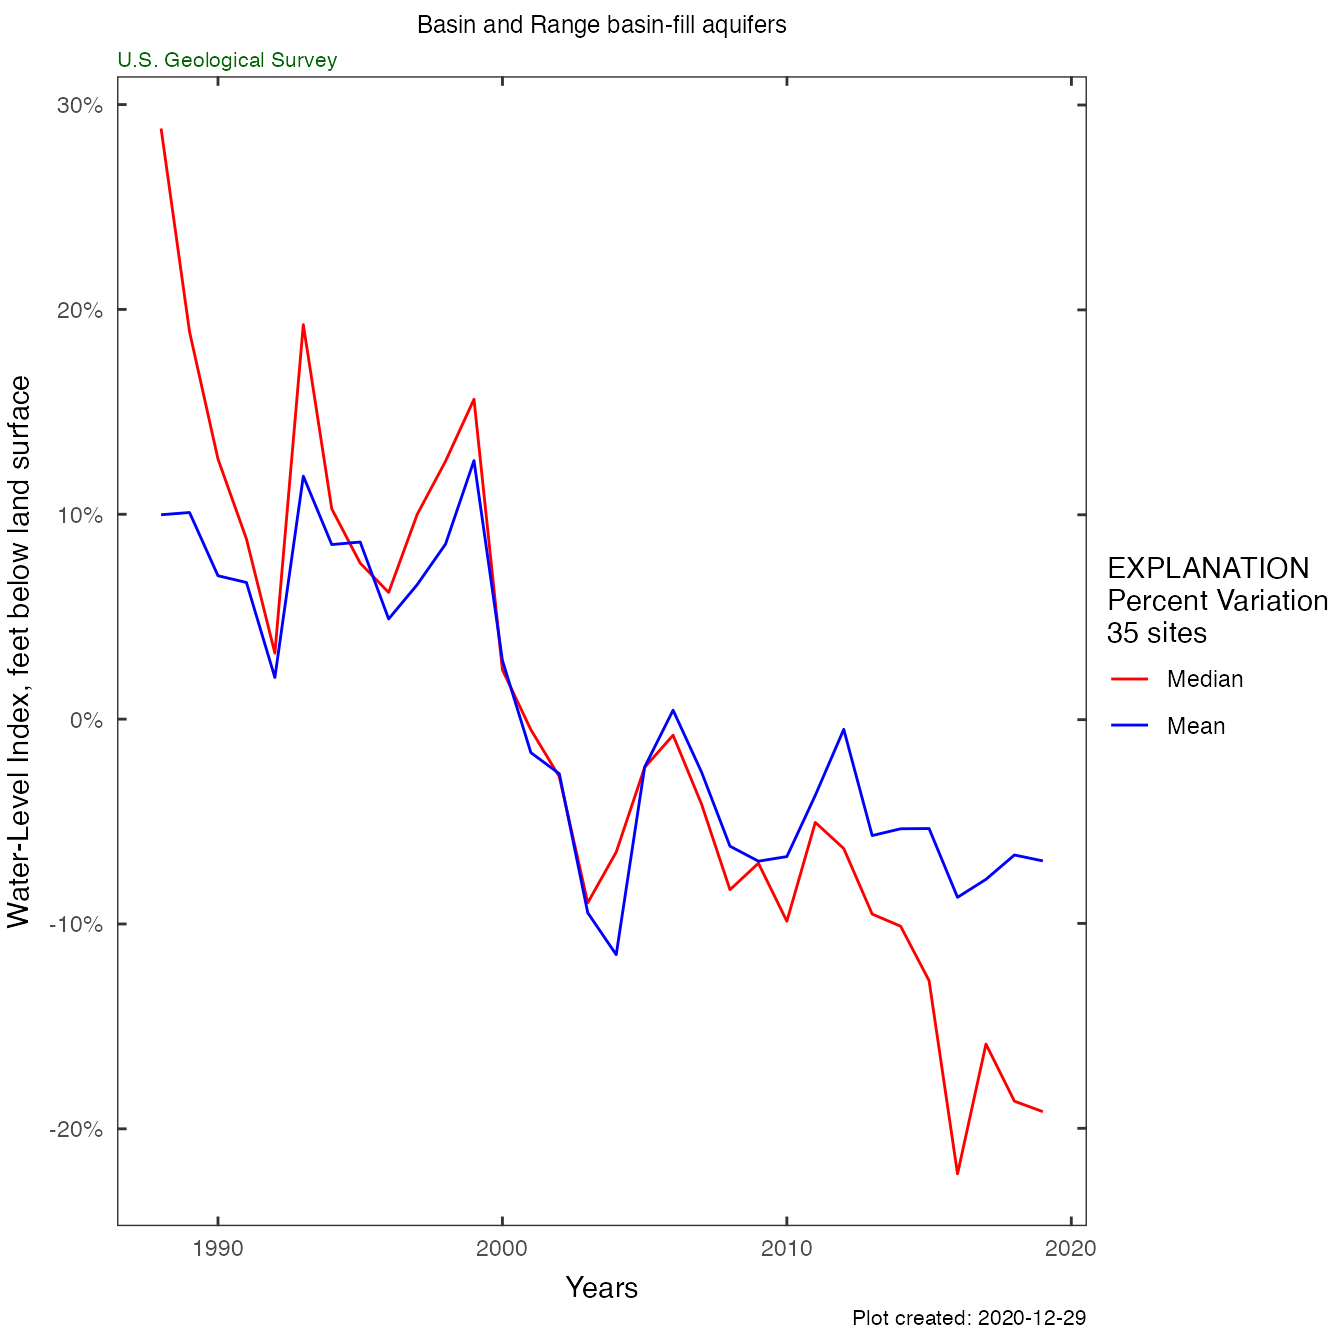 Basin and Range basin-fill aquifers
U.S. Geological Survey
30%
20%
10%
0%
-10%
-20%
Water-Level Index, feet below land surface
1990
2000
2010
2020
Years
EXPLANATION
Percent Variation
35 sites
Median
Mean
Plot created: 2020-12-29